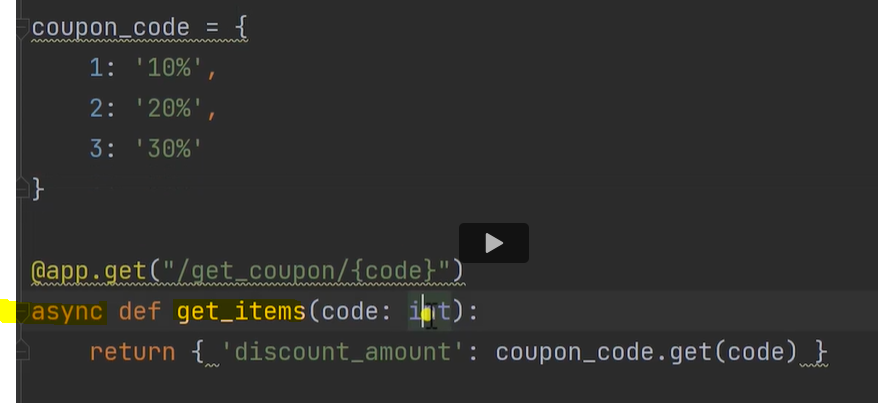 coupon_code = {
1: '10%',
2: '20%',
3: '30%'
}
@app.get("/get_coupon/{code}")
async def get_items(code: int):
return { 'discount_amount': coupon_code.get(code) }